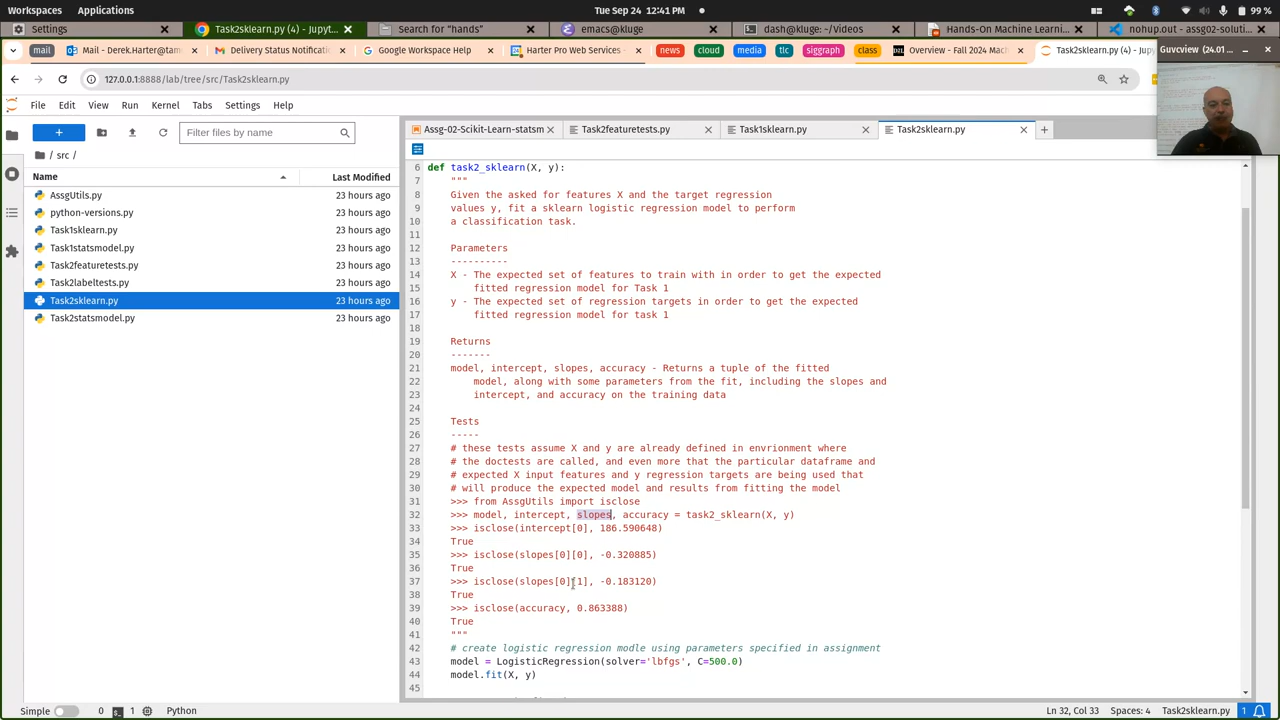 Workspaces Applications Tue Sep 24 12:41 PM 99 %
Settings Task2sklearn.py (4) - Jupyt... Search for "hands" emacs@kluge dash@kluge: ~/Videos Hands-On Machine Learning nohup.out - assg02-soluti
mail Mail - Derek.Harter@tam Delivery Status Notificati Google Workspace Help Harter Pro Web Services - news cloud media tlc siggraph class Overview - Fall 2024 Mac Task2sklearn.py (4) - Jup Guvcview (24.01
127.0.0.1:8888/lab/tree/src/Task2sklearn.py
File Edit View Run Kernel Tabs Settings Help
+ Filter files by name Assg-02-Scikit-Learn-statsm Task2featuretests.py Task1sklearn.py Task2sklearn.py
/ src /
Name Last Modified
AssgUtils.py 23 hours ago
python-versions.py 23 hours ago
Task1sklearn.py 23 hours ago
Task1statsmodel.py 23 hours ago
Task2featuretests.py 23 hours ago
Task2labeltests.py 23 hours ago
Task2sklearn.py 23 hours ago
Task2statsmodel.py 23 hours ago
6 def task2_sklearn(X, y):
7 """
8 Given the asked for features X and the target regression
9 values y, fit a sklearn logistic regression model to perform
10 a classification task.
11
12 Parameters
13 ----------
14 X - The expected set of features to train with in order to get the expected
15 fitted regression model for Task 1
16 y - The expected set of regression targets in order to get the expected
17 fitted regression model for task 1
18
19 Returns
20 -------
21 model, intercept, slopes, accuracy - Returns a tuple of the fitted
22 model, along with some parameters from the fit, including the slopes and
23 intercept, and accuracy on the training data
24
25 Tests
26 -----
27 # these tests assume X and y are already defined in envrionment where
28 # the doctests are called, and even more that the particular dataframe and
29 # expected X input features and y regression targets are being used that
30 # will produce the expected model and results from fitting the model
31 >>> from AssgUtils import isclose
32 >>> model, intercept, slopes, accuracy = task2_sklearn(X, y)
33 >>> isclose(intercept[0], 186.590648)
34 True
35 >>> isclose(slopes[0][0], -0.320885)
36 True
37 >>> isclose(slopes[0][1], -0.183120)
38 True
39 >>> isclose(accuracy, 0.863388)
40 True
41 """
42 # create logistic regression modle using parameters specified in assignment
43 model = LogisticRegression(solver='lbfgs', C=500.0)
44 model.fit(X, y)
45
Simple 0 1 Python Ln 32, Col 33 Spaces: 4 Task2sklearn.py 1